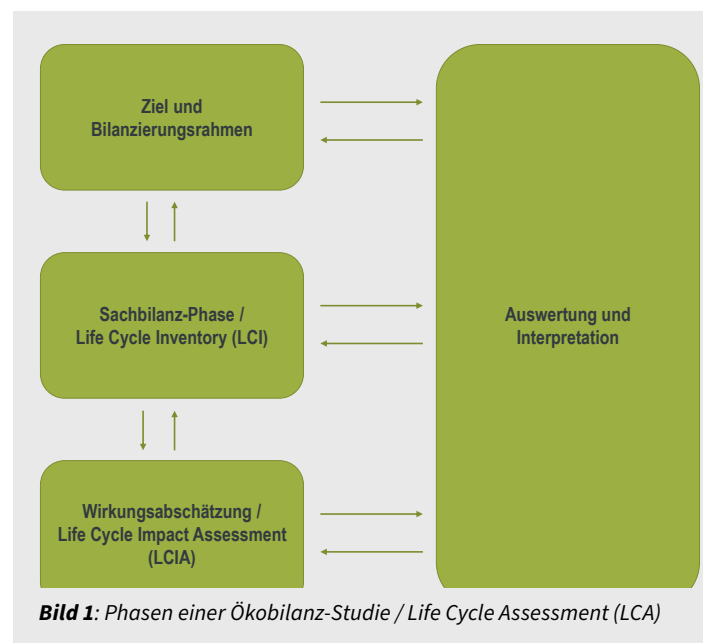 Ziel und
Bilanzierungsrahmen
Sachbilanz-Phase /
Life Cycle Inventory (LCI)
Auswertung und
Interpretation
Wirkungsabschätzung /
Life Cycle Impact Assessment
(LCIA)
Bild 1: Phasen einer Ökobilanz-Studie / Life Cycle Assessment (LCA)